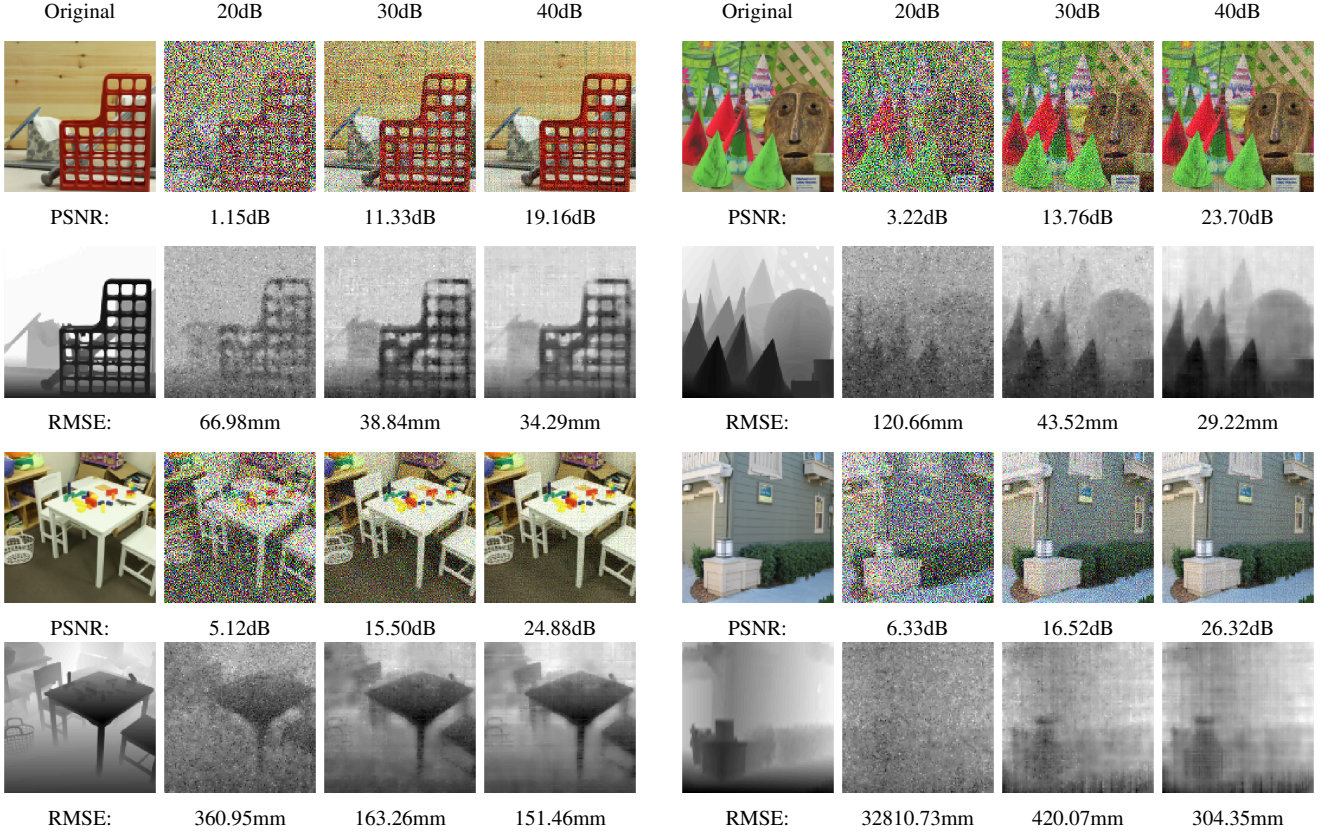 Original 20dB 30dB 40dB Original 20dB 30dB 40dB
PSNR: 1.15dB 11.33dB 19.16dB PSNR: 3.22dB 13.76dB 23.70dB
RMSE: 66.98mm 38.84mm 34.29mm RMSE: 120.66mm 43.52mm 29.22mm
PSNR: 5.12dB 15.50dB 24.88dB PSNR: 6.33dB 16.52dB 26.32dB
RMSE: 360.95mm 163.26mm 151.46mm RMSE: 32810.73mm 420.07mm 304.35mm